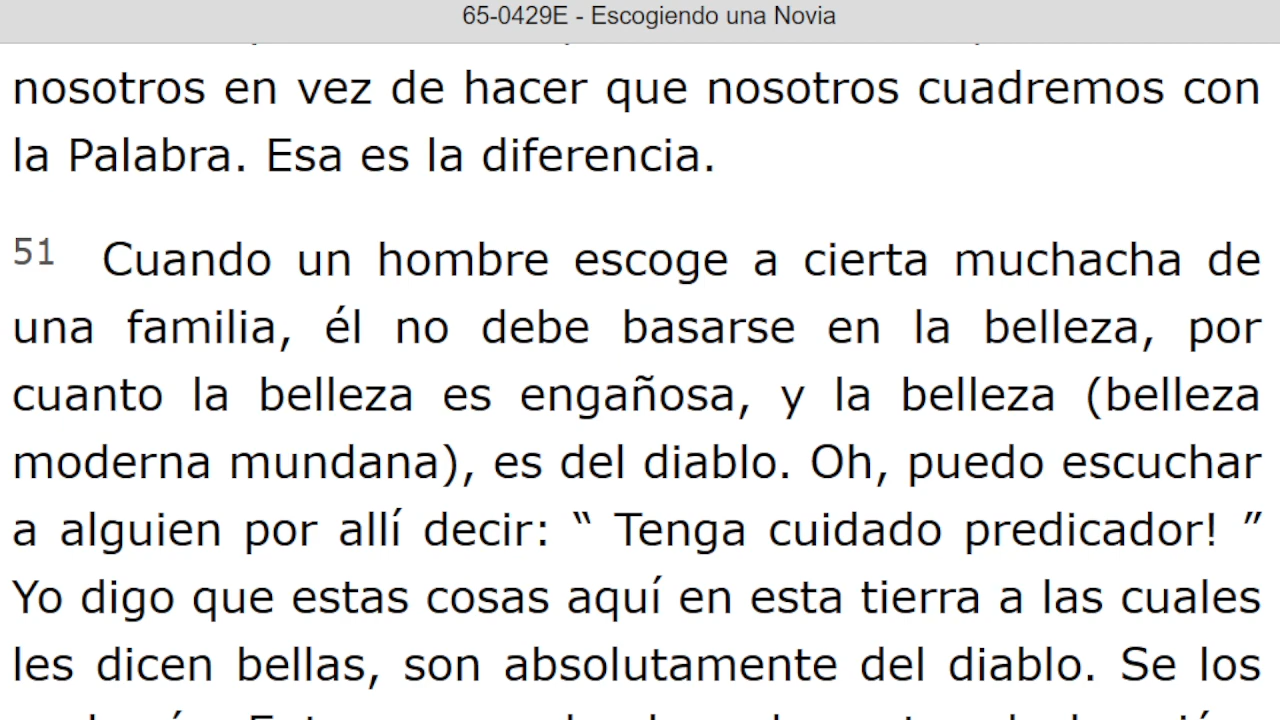 65-0429E - Escogiendo una Novia
nosotros en vez de hacer que nosotros cuadremos con
la Palabra. Esa es la diferencia.
51 Cuando un hombre escoge a cierta muchacha de
una familia, él no debe basarse en la belleza, por
cuanto la belleza es engañosa, y la belleza (belleza
moderna mundana), es del diablo. Oh, puedo escuchar
a alguien por allí decir: “ Tenga cuidado predicador! ”
Yo digo que estas cosas aquí en esta tierra a las cuales
les dicen bellas, son absolutamente del diablo. Se los